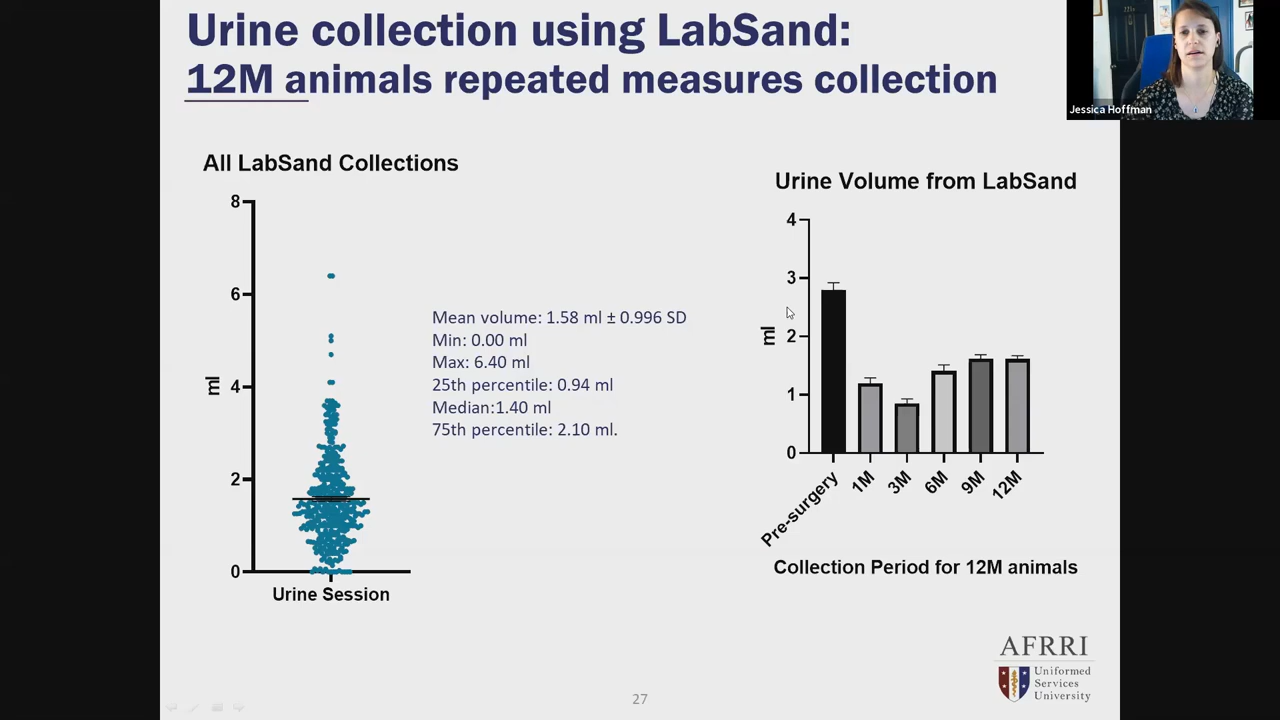 Urine collection using LabSand:
12M animals repeated measures collection
Jessica Hoffman
All LabSand Collections
8
6
4
2
0
ml
Urine Session
Mean volume: 1.58 ml ± 0.996 SD
Min: 0.00 ml
Max: 6.40 ml
25th percentile: 0.94 ml
Median:1.40 ml
75th percentile: 2.10 ml.
Urine Volume from LabSand
4
3
2
1
0
ml
Pre-surgery
1M
3M
6M
9M
12M
Collection Period for 12M animals
AFRRI
Uniformed
Services
University
27